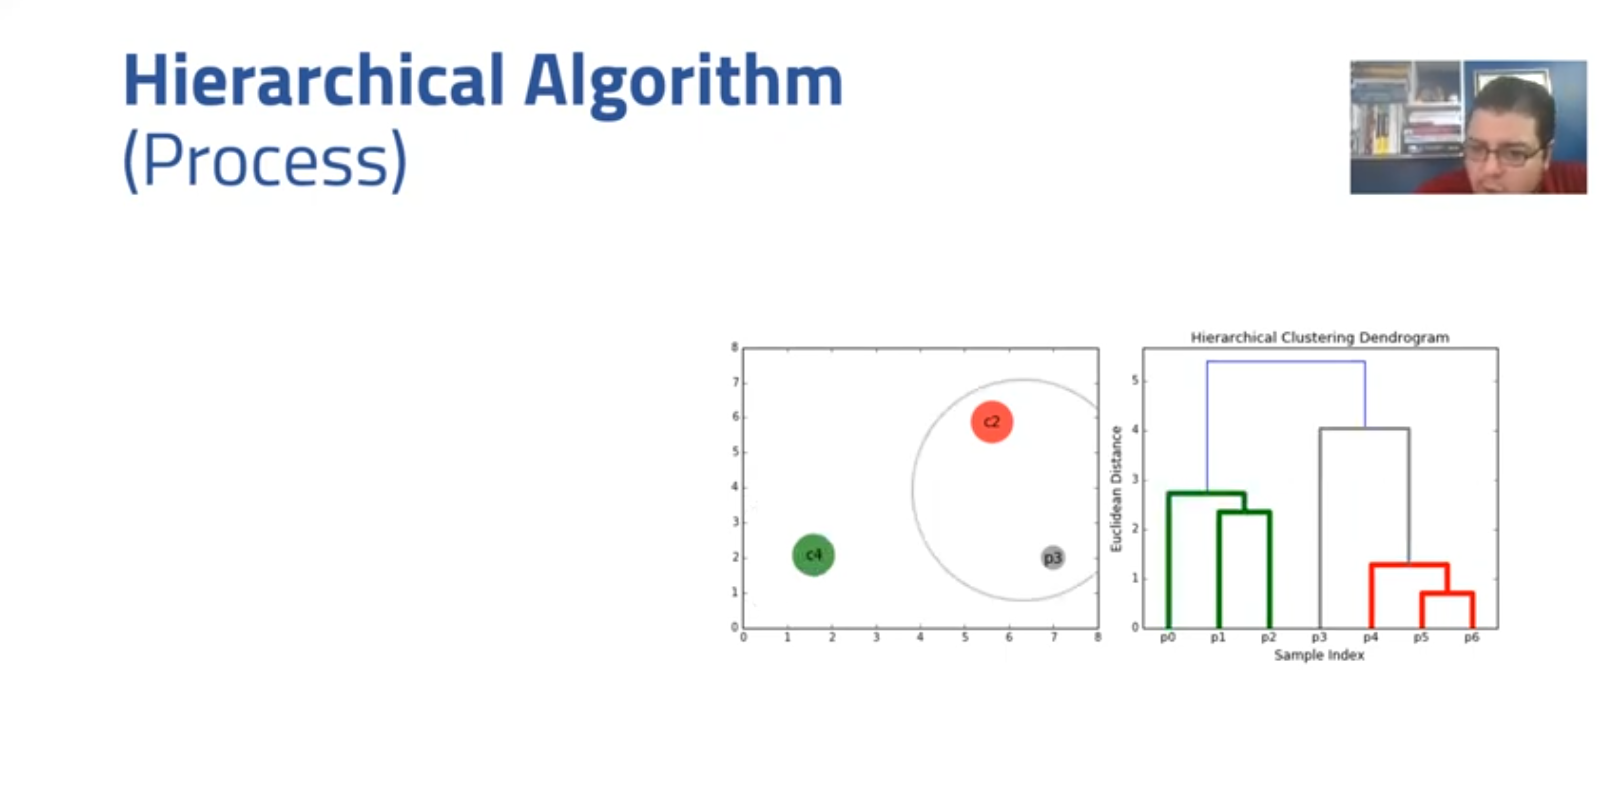 Hierarchical Algorithm
(Process)
8
7
6
5
4
3
2
1
0
c2
c4
p3
0 1 2 3 4 5 6 7 8
Hierarchical Clustering Dendrogram
Euclidean Distance
5
4
3
2
1
0
p0 p1 p2 p3 p4 p5 p6
Sample Index